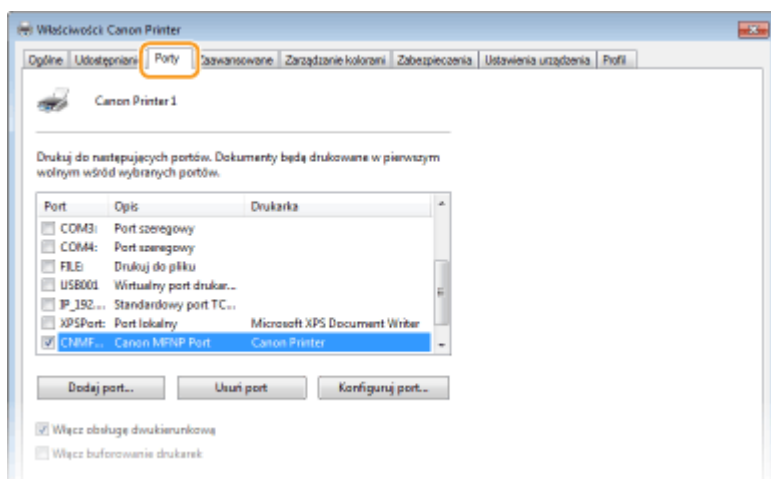 Właściwości: Canon Printer
Ogólne Udostępnianie Porty Zaawansowane Zarządzanie kolorami Zabezpieczenia Ustawienia urządzenia Profil
Canon Printer 1
Drukuj do następujących portów. Dokumenty będą drukowane w pierwszym
wolnym wśród wybranych portów.
Port Opis Drukarka
COM3: Port szeregowy
COM4: Port szeregowy
FILE: Drukuj do pliku
USB001 Wirtualny port drukar...
IP_192.... Standardowy port TC...
XPSPort: Port lokalny Microsoft XPS Document Writer
CNMF... Canon MFNP Port Canon Printer
Dodaj port... Usuń port Konfiguruj port...
Włącz obsługę dwukierunkową
Włącz buforowanie drukarek